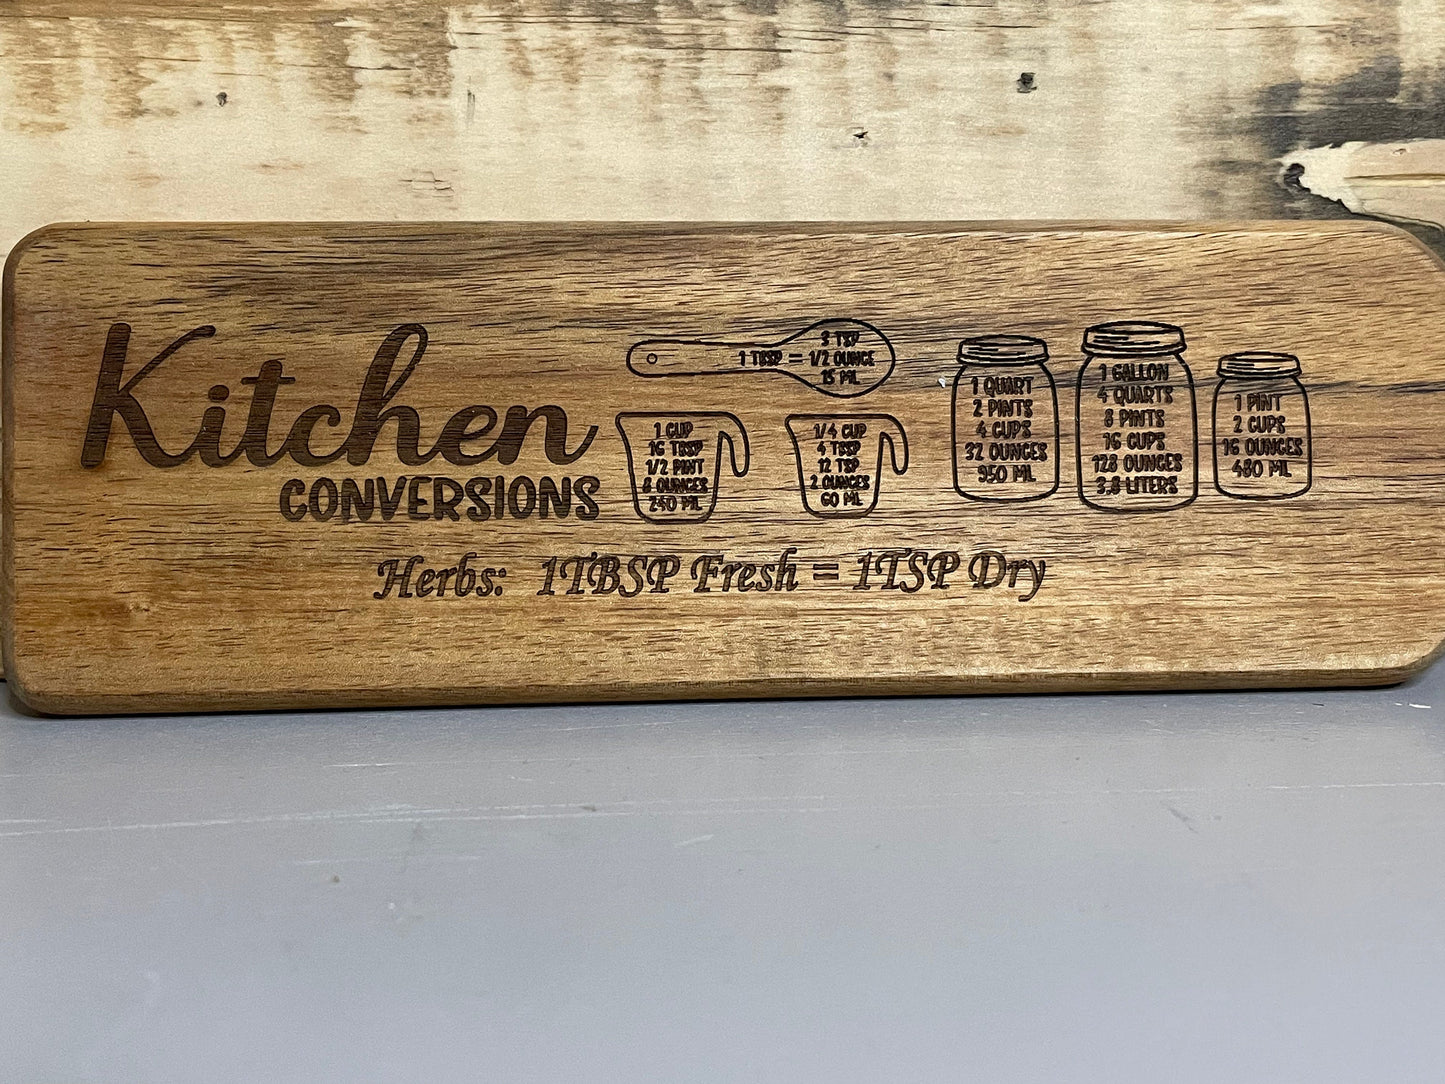 Kitchen
CONVERSIONS
3 TSP
1 TBSP = 1/2 OUNCE
15 ML
1 CUP
16 TBSP
1/2 PINT
8 OUNCES
240 ML
1/4 CUP
4 TBSP
12 TSP
2 OUNCES
60 ML
1 QUART
2 PINTS
4 CUPS
32 OUNCES
950 ML
1 GALLON
4 QUARTS
8 PINTS
16 CUPS
128 OUNCES
3,8 LITERS
1 PINT
2 CUPS
16 OUNCES
480 ML
Herbs: 1TBSP Fresh = 1TSP Dry